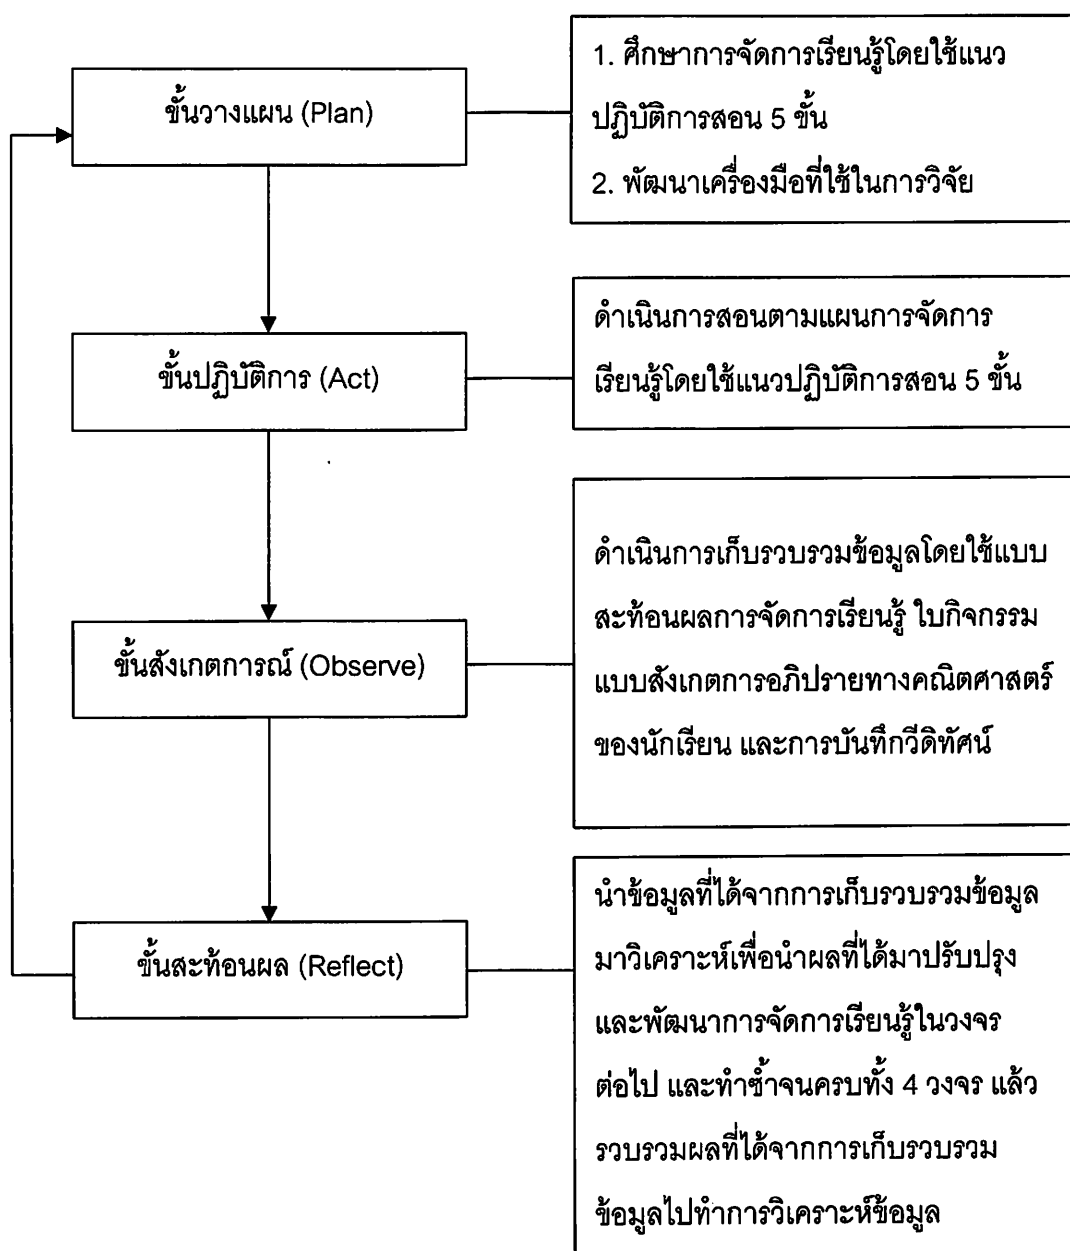 ขั้นวางแผน (Plan)
1. ศึกษาการจัดการเรียนรู้โดยใช้แนว
ปฏิบัติการสอน 5 ขั้น
2. พัฒนาเครื่องมือที่ใช้ในการวิจัย
ขั้นปฏิบัติการ (Act)
ดำเนินการสอนตามแผนการจัดการ
เรียนรู้โดยใช้แนวปฏิบัติการสอน 5 ขั้น
ขั้นสังเกตการณ์ (Observe)
ดำเนินการเก็บรวบรวมข้อมูลโดยใช้แบบ
สะท้อนผลการจัดการเรียนรู้ ใบกิจกรรม
แบบสังเกตการอภิปรายทางคณิตศาสตร์
ของนักเรียน และการบันทึกวีดิทัศน์
ขั้นสะท้อนผล (Reflect)
นำข้อมูลที่ได้จากการเก็บรวบรวมข้อมูล
มาวิเคราะห์เพื่อนำผลที่ได้มาปรับปรุง
และพัฒนาการจัดการเรียนรู้ในวงจร
ต่อไป และทำซ้ำจนครบทั้ง 4 วงจร แล้ว
รวบรวมผลที่ได้จากการเก็บรวบรวม
ข้อมูลไปทำการวิเคราะห์ข้อมูล